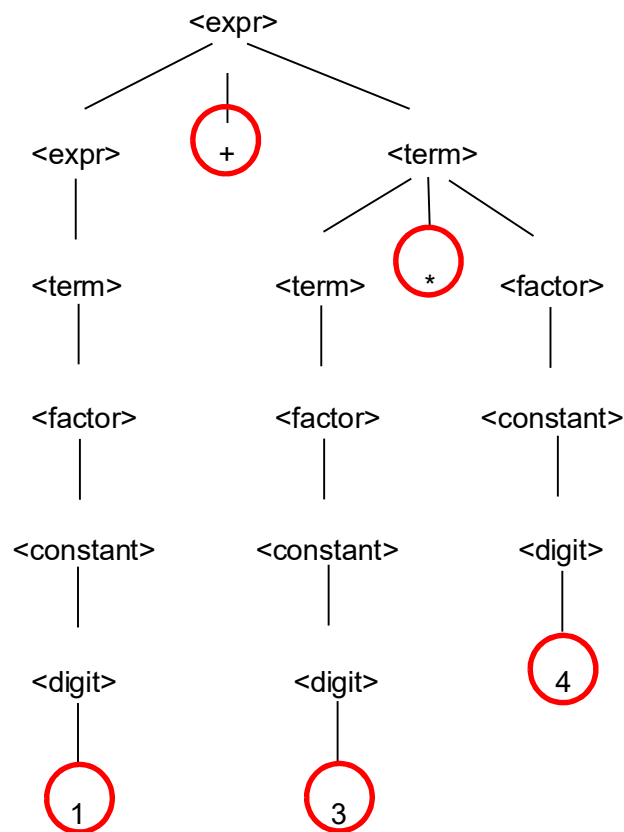 <expr>
<expr> + <term>
<term> <term> * <factor>
<factor> <factor> <constant>
<constant> <constant> <digit>
<digit> <digit> 4
1 3